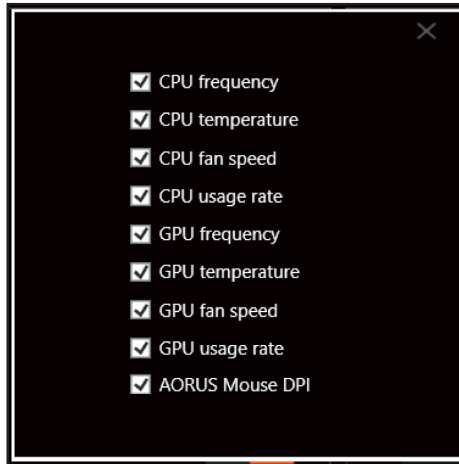 CPU frequency
CPU temperature
CPU fan speed
CPU usage rate
GPU frequency
GPU temperature
GPU fan speed
GPU usage rate
AORUS Mouse DPI